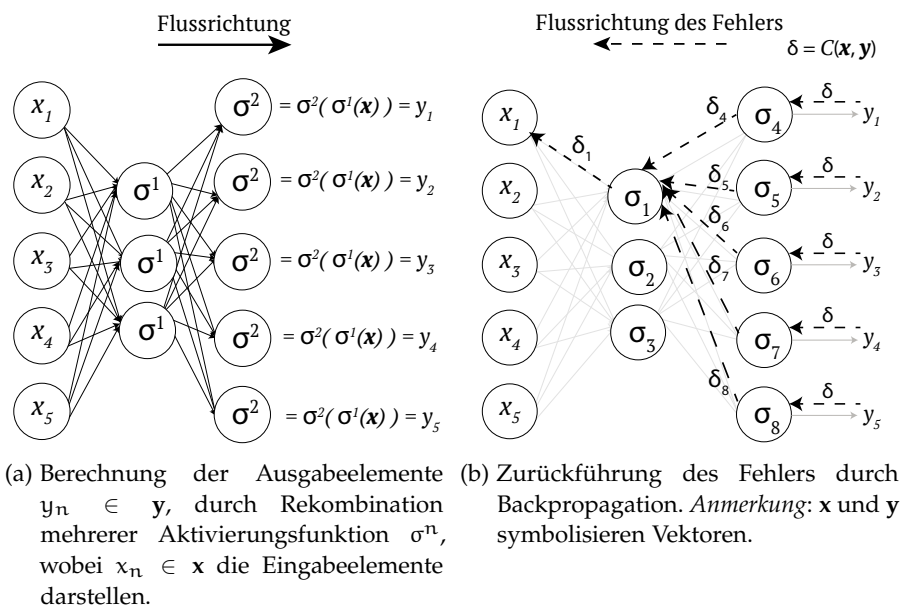 Flussrichtung
x1
x2
x3
x4
x5
σ¹
σ¹
σ¹
σ² = σ²( σ¹(x) ) = y1
σ² = σ²( σ¹(x) ) = y2
σ² = σ²( σ¹(x) ) = y3
σ² = σ²( σ¹(x) ) = y4
σ² = σ²( σ¹(x) ) = y5
(a) Berechnung der Ausgabeelemente
yn ∈ y, durch Rekombination
mehrerer Aktivierungsfunktion σⁿ,
wobei xn ∈ x die Eingabeelemente
darstellen.
Flussrichtung des Fehlers
δ = C(x, y)
x1
x2
x3
x4
x5
δ1
σ1
σ2
σ3
δ4
δ5
δ6
δ7
δ8
σ4 δ y1
σ5 δ y2
σ6 δ y3
σ7 δ y4
σ8 δ y5
(b) Zurückführung des Fehlers durch
Backpropagation. Anmerkung: x und y
symbolisieren Vektoren.